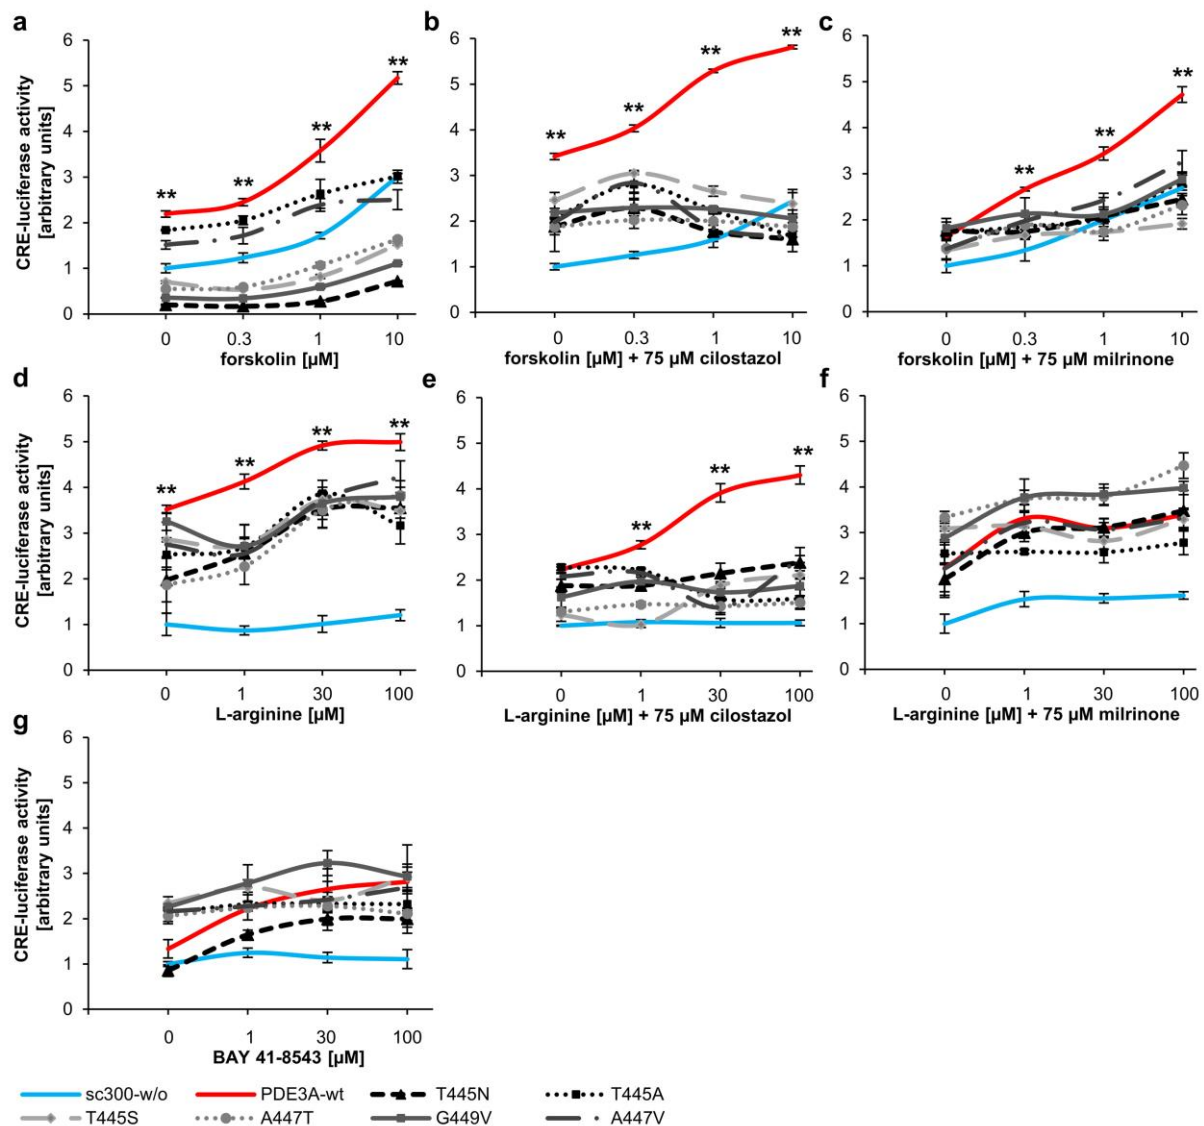 a
CRE-luciferase activity
[arbitrary units]
6
5
4
3
2
1
0
** ** ** **
0 0.3 1 10
forskolin [µM]
b
6
5
4
3
2
1
0
** ** ** **
0 0.3 1 10
forskolin [µM] + 75 µM cilostazol
c
6
5
4
3
2
1
0
** ** **
0 0.3 1 10
forskolin [µM] + 75 µM milrinone
d
CRE-luciferase activity
[arbitrary units]
6
5
4
3
2
1
0
** ** ** **
0 1 30 100
L-arginine [µM]
e
6
5
4
3
2
1
0
** ** **
0 1 30 100
L-arginine [µM] + 75 µM cilostazol
f
6
5
4
3
2
1
0
0 1 30 100
L-arginine [µM] + 75 µM milrinone
g
CRE-luciferase activity
[arbitrary units]
6
5
4
3
2
1
0
0 1 30 100
BAY 41-8543 [µM]
sc300-w/o PDE3A-wt T445N T445A
T445S A447T G449V A447V